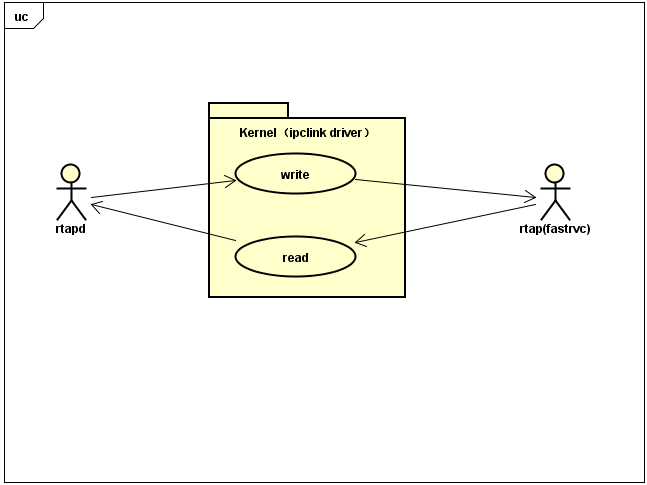 uc
Kernel（ipclink driver）
write
rtapd
rtap(fastrvc)
read